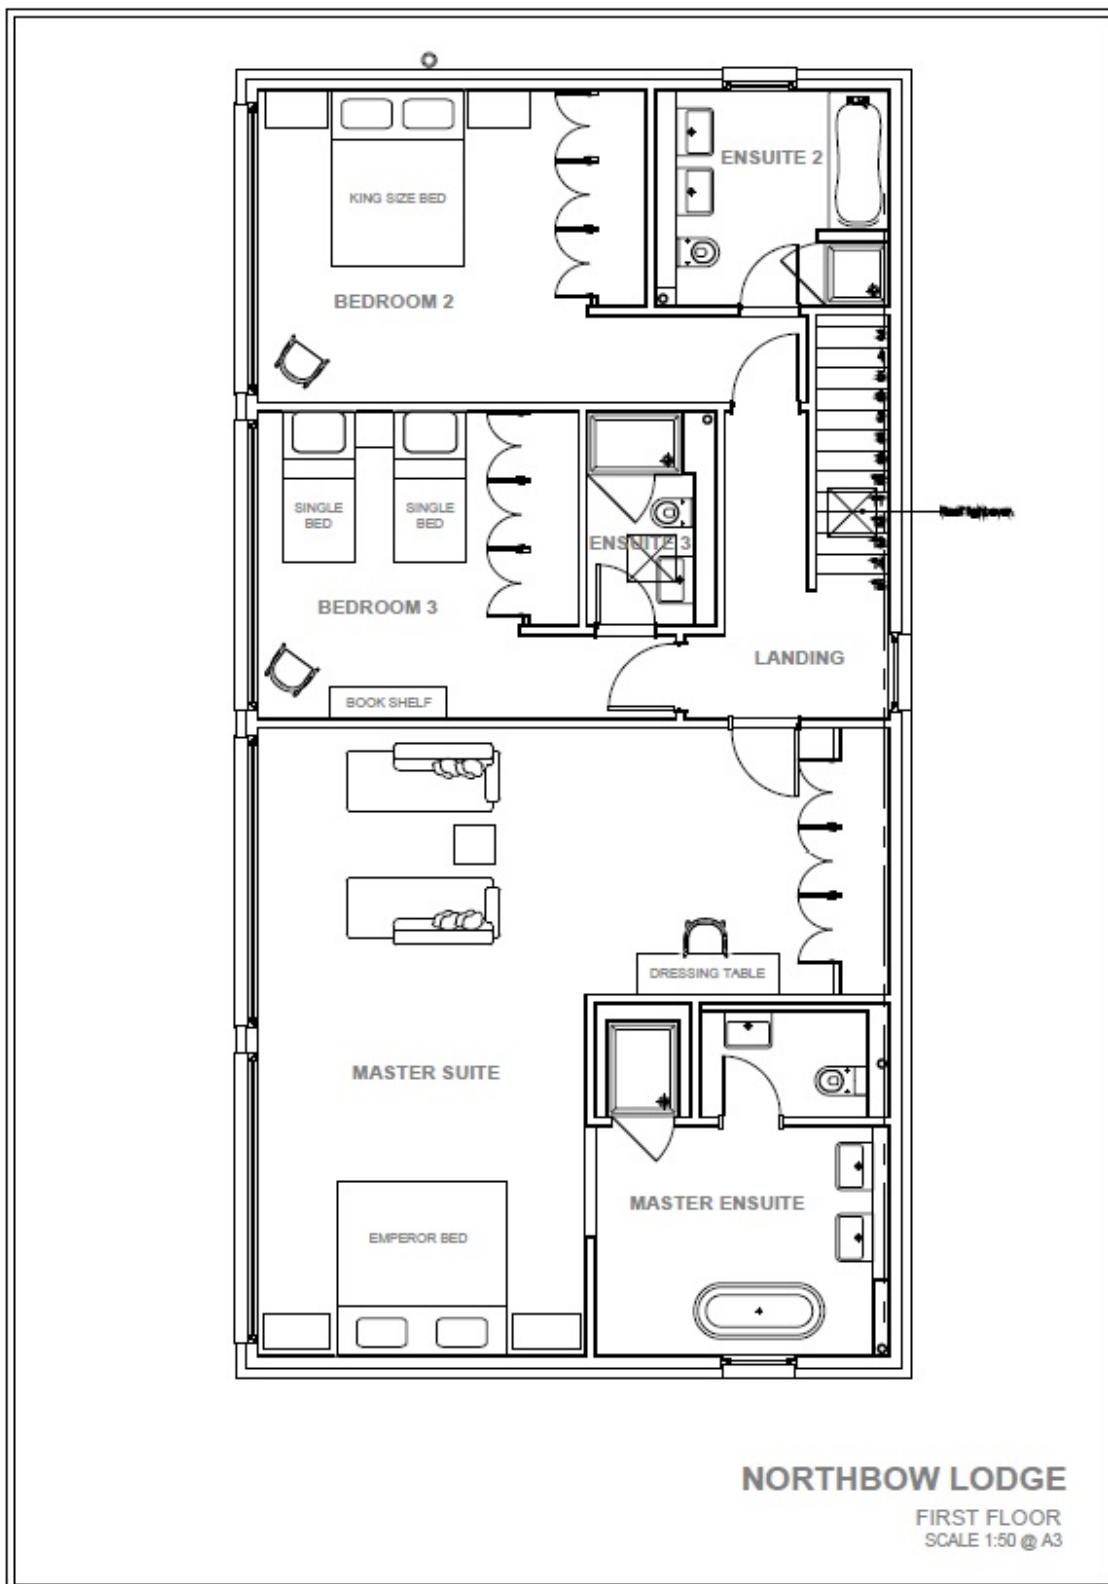 ENSUITE 2
KING SIZE BED
BEDROOM 2
SINGLE
BED
SINGLE
BED
ENSUITE 3
BEDROOM 3
LANDING
BOOK SHELF
DRESSING TABLE
MASTER SUITE
MASTER ENSUITE
EMPEROR BED
NORTHBOW LODGE
FIRST FLOOR
SCALE 1:50 @ A3